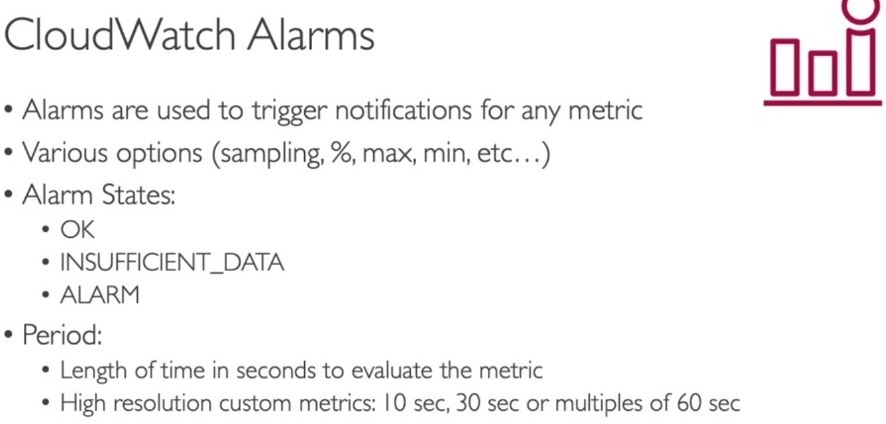 CloudWatch Alarms
• Alarms are used to trigger notifications for any metric
• Various options (sampling, %, max, min, etc…)
• Alarm States:
• OK
• INSUFFICIENT_DATA
• ALARM
• Period:
• Length of time in seconds to evaluate the metric
• High resolution custom metrics: 10 sec, 30 sec or multiples of 60 sec